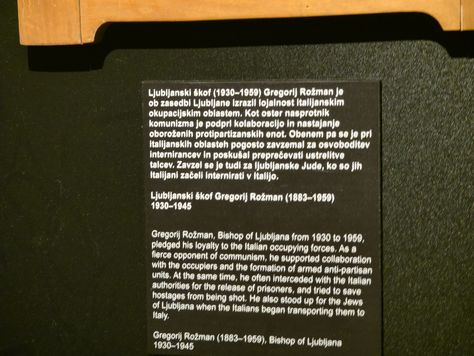 Ljubljanski škof (1930–1959) Gregorij Rožman je
ob zasedbi Ljubljane izrazil lojalnost italijanskim
okupacijskim oblastem. Kot oster nasprotnik
komunizma je podprl kolaboracijo in nastajanje
oboroženih protipartizanskih enot. Obenem pa se je pri
italijanskih oblasteh pogosto zavzemal za osvoboditev
internirancev in poskušal preprečevati ustrelitve
talcev. Zavzel se je tudi za ljubljanske Jude, ko so jih
Italijani začeli internirati v Italijo.
Ljubljanski škof Gregorij Rožman (1883–1959)
1930–1945
Gregorij Rožman, Bishop of Ljubljana from 1930 to 1959,
pledged his loyalty to the Italian occupying forces. As a
fierce opponent of communism, he supported collaboration
with the occupiers and the formation of armed anti-partisan
units. At the same time, he often interceded with the Italian
authorities for the release of prisoners, and tried to save
hostages from being shot. He also stood up for the Jews
of Ljubljana when the Italians began transporting them to
Italy.
Gregorij Rožman (1883–1959), Bishop of Ljubljana
1930–1945